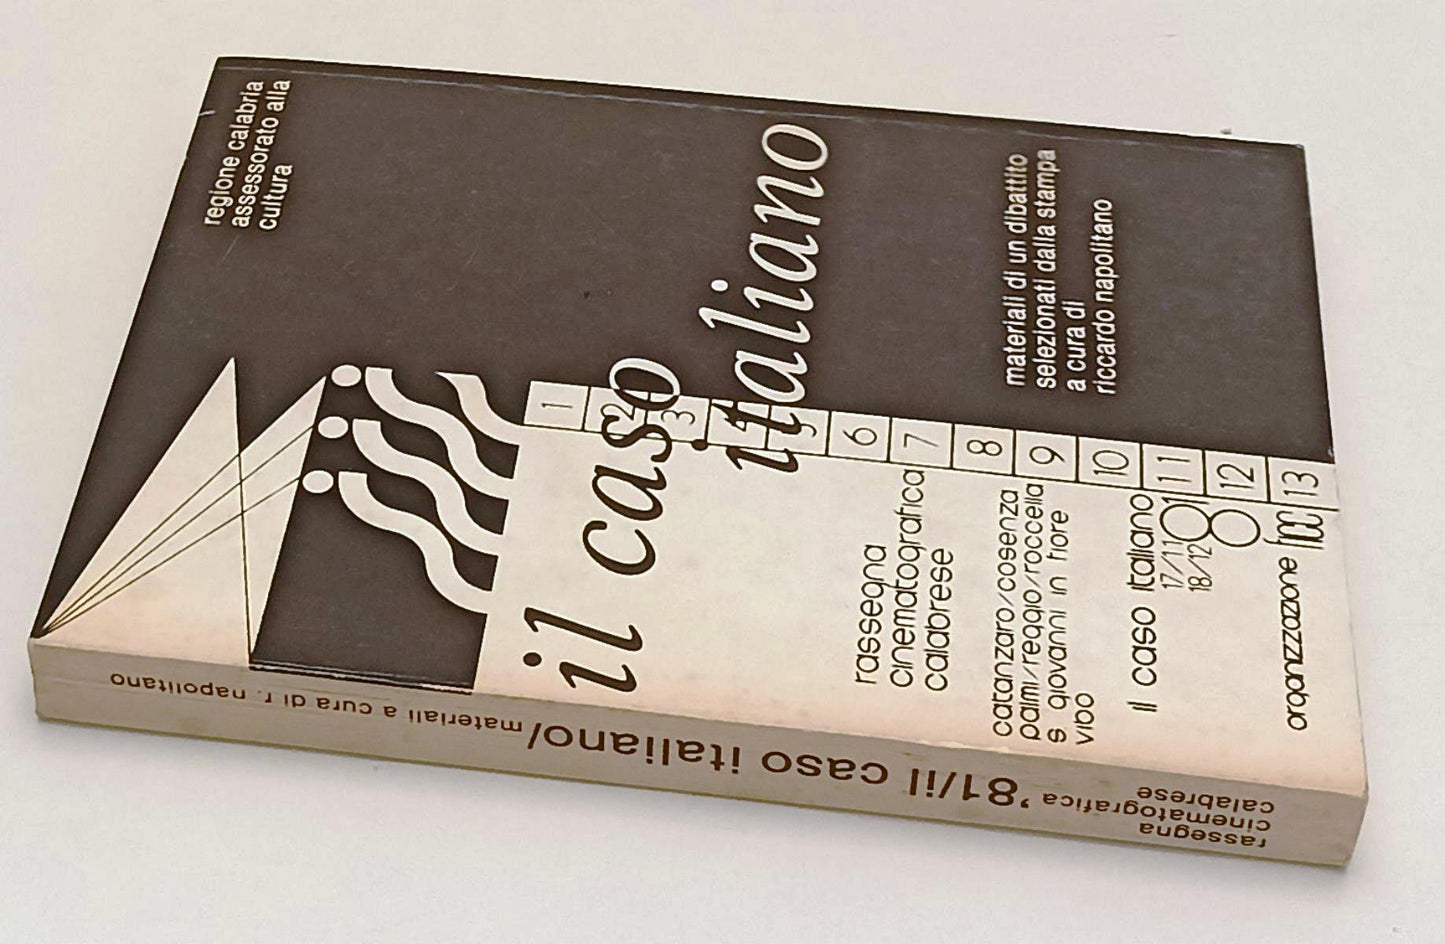 regione calabria
assessorato alla
cultura
il caso
italiano
materiali di un dibattito
selezionati dalla stampa
a cura di
riccardo napolitano
1
2
3
4
5
6
7
8
9
10
11
12
13
rassegna
cinematografica
calabrese
catanzaro/cosenza
palmi/reggio/roccella
s. giovanni in fiore
vibo
il caso italiano
17/11
18/12
81
organizzazione
rassegna
cinematografica
calabrese
'81/il caso italiano/materiali a cura di r. napolitano